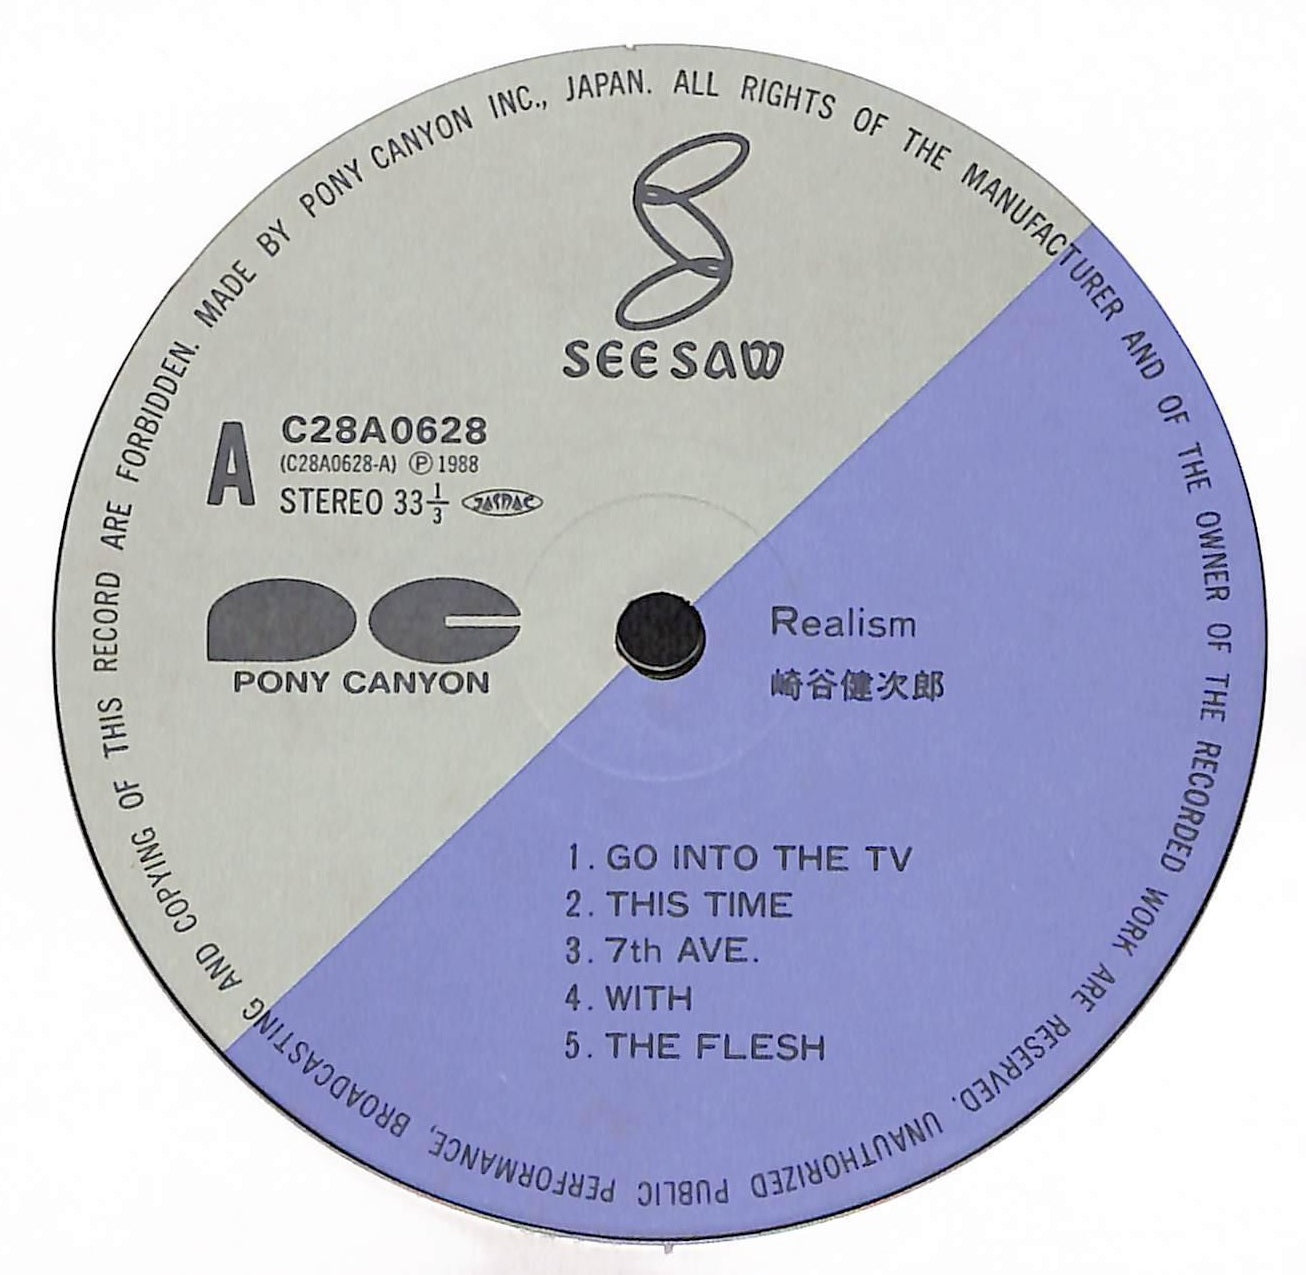 MADE BY PONY CANYON INC., JAPAN. ALL RIGHTS OF THE MANUFACTURER AND OF THE OWNER OF THE RECORDED WORK ARE RESERVED. UNAUTHORIZED PUBLIC PERFORMANCE, BROADCASTING AND COPYING OF THIS RECORD ARE FORBIDDEN.
SEE SAW
A
C28A0628
(C28A0628-A) Ⓟ 1988
STEREO 33 1/3 JASRAC
PONY CANYON
Realism
崎谷健次郎
1. GO INTO THE TV
2. THIS TIME
3. 7th AVE.
4. WITH
5. THE FLESH